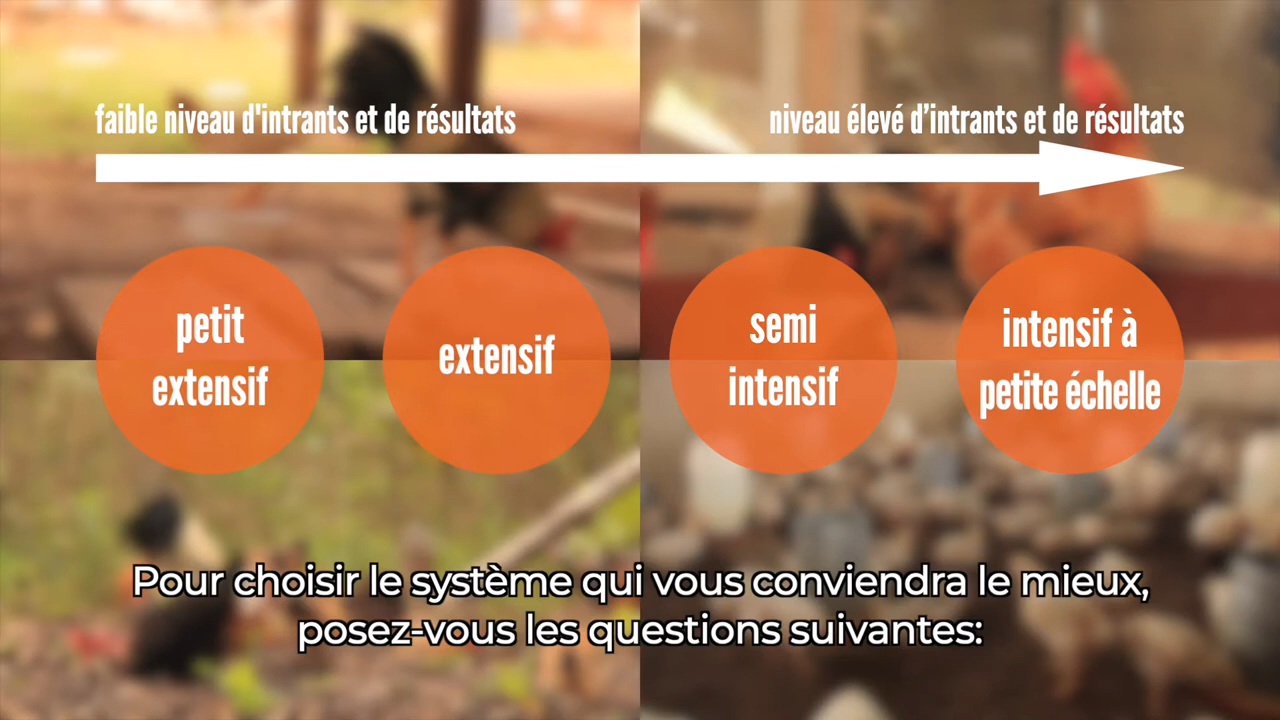 faible niveau d'intrants et de résultats
niveau élevé d’intrants et de résultats
petit
extensif
extensif
semi
intensif
intensif à
petite échelle
Pour choisir le système qui vous conviendra le mieux,
posez-vous les questions suivantes: